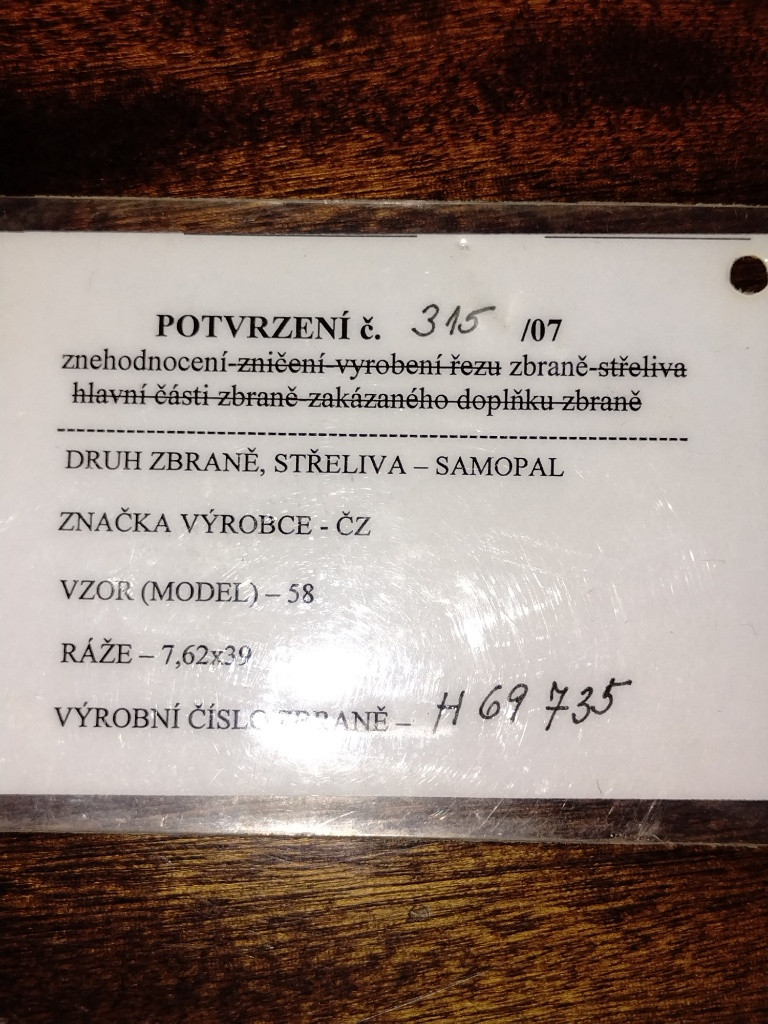 POTVRZENÍ č. 315 /07
znehodnocení-zničení-vyrobení řezu zbraně-střeliva
hlavní části zbraně-zakázaného doplňku zbraně
DRUH ZBRANĚ, STŘELIVA – SAMOPAL
ZNAČKA VÝROBCE - ČZ
VZOR (MODEL) – 58
RÁŽE – 7,62x39
VÝROBNÍ ČÍSLO ZBRANĚ – H 69 735